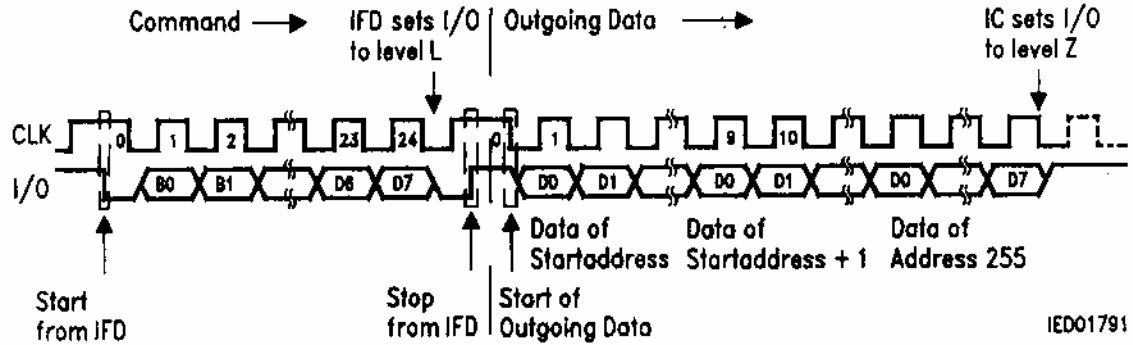 Command
IFD sets I/O
to level L
Outgoing Data
IC sets I/O
to level Z
CLK 0 1 2 23 24 0 1 9 10
I/O B0 B1 D6 D7 D0 D1 D0 D1 D0 D7
Data of
Startaddress
Data of
Startaddress + 1
Data of
Address 255
Start
from IFD
Stop
from IFD
Start of
Outgoing Data
IED01791